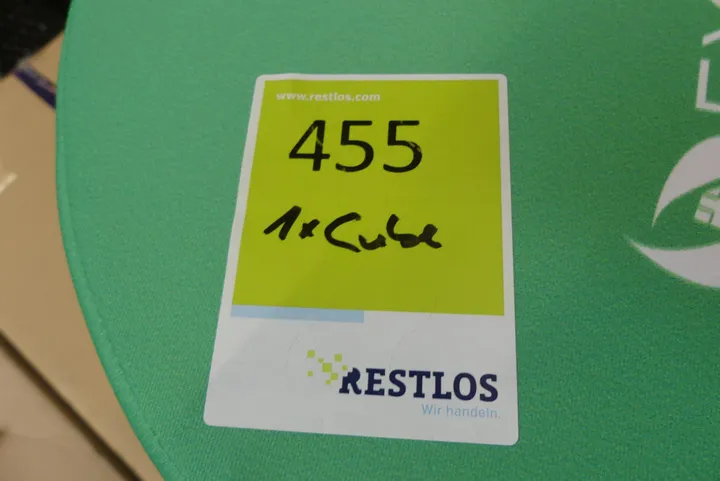 www.restlos.com
455
1x Cube
RESTLOS
Wir handeln.